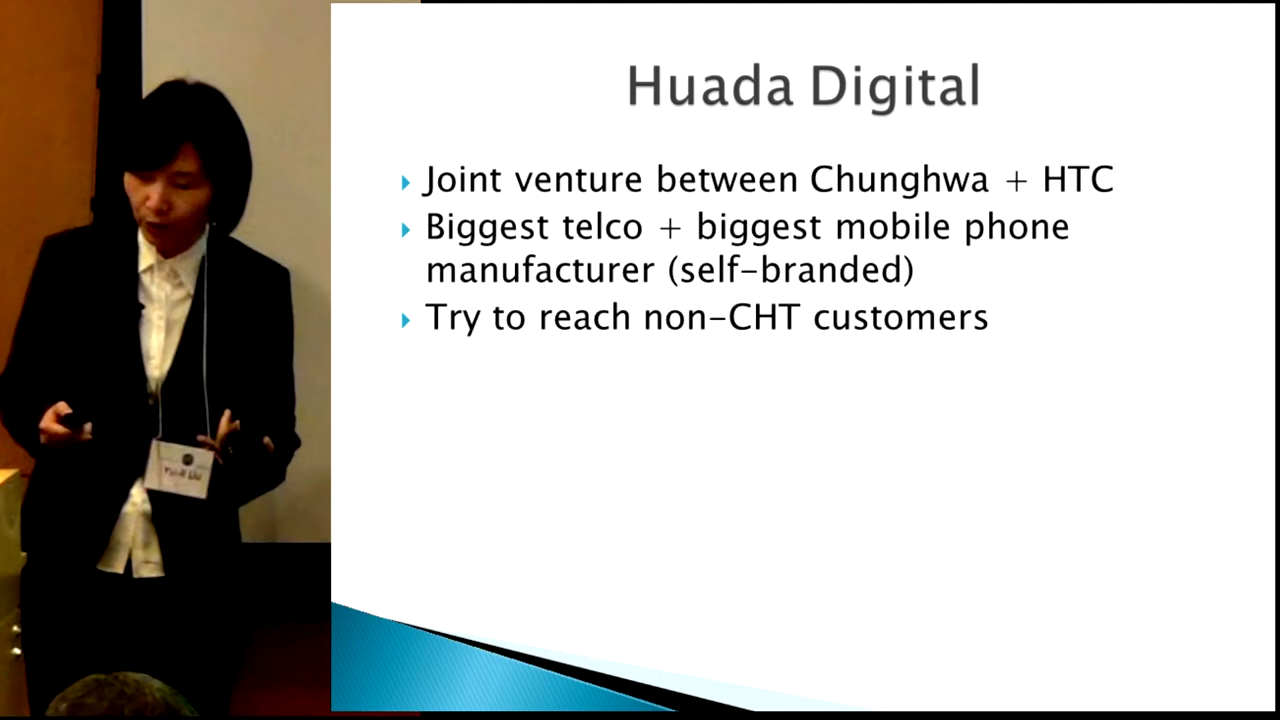 Huada Digital
Joint venture between Chunghwa + HTC
Biggest telco + biggest mobile phone
manufacturer (self-branded)
Try to reach non-CHT customers